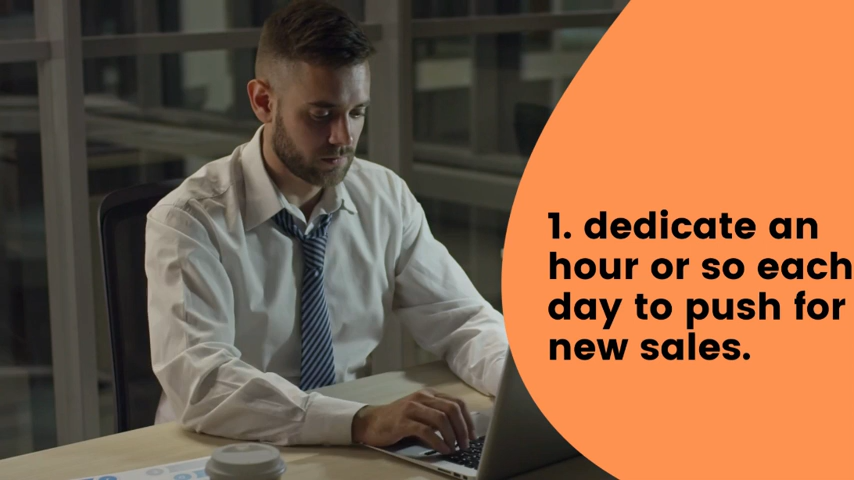 1. dedicate an
hour or so each
day to push for
new sales.